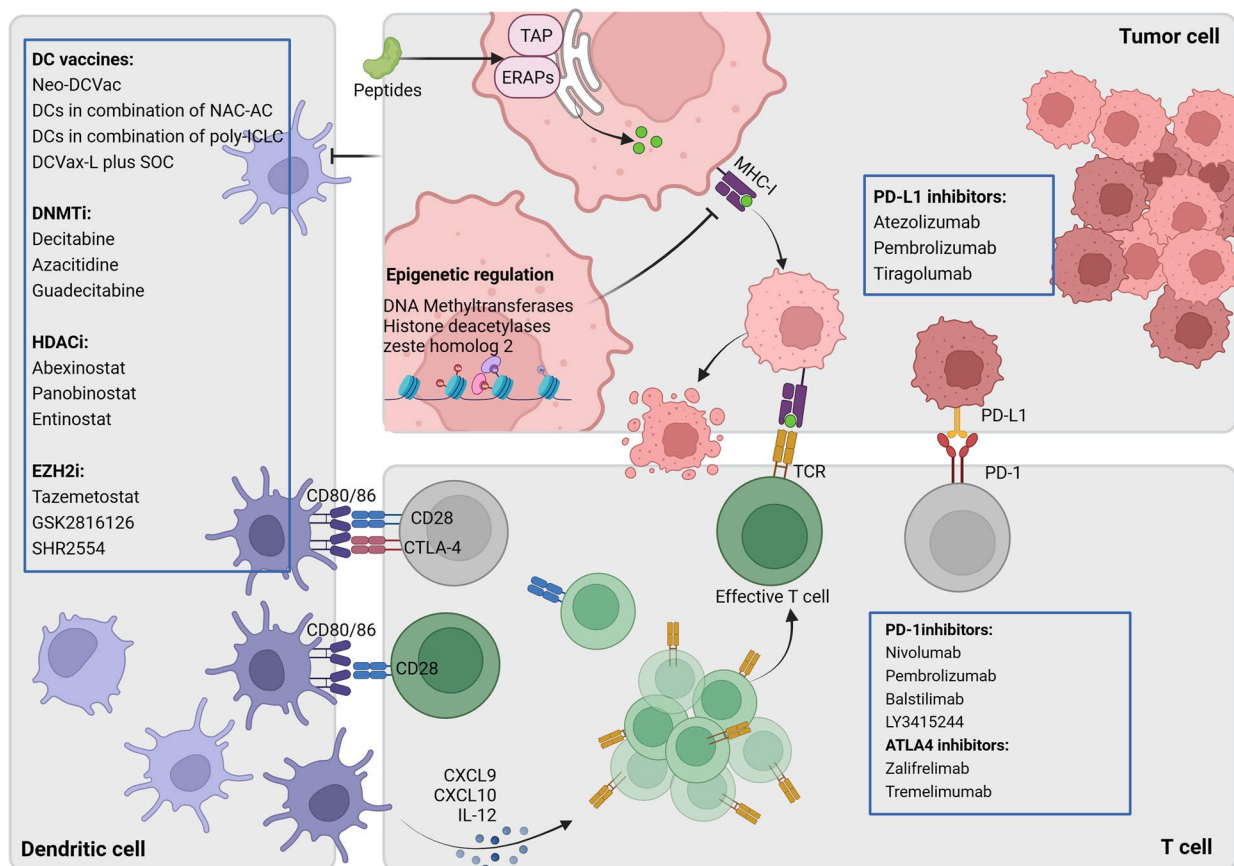 DC vaccines:
Neo-DCVac
DCs in combination of NAC-AC
DCs in combination of poly-ICLC
DCVax-L plus SOC
DNMTi:
Decitabine
Azacitidine
Guadecitabine
HDACi:
Abexinostat
Panobinostat
Entinostat
EZH2i:
Tazemetostat
GSK2816126
SHR2554
Dendritic cell
Peptides
TAP
ERAPs
MHC-I
Tumor cell
Epigenetic regulation
DNA Methyltransferases
Histone deacetylases
zeste homolog 2
PD-L1 inhibitors:
Atezolizumab
Pembrolizumab
Tiragolumab
PD-L1
PD-1
TCR
Effective T cell
CD80/86
CD28
CTLA-4
CD80/86
CD28
CXCL9
CXCL10
IL-12
PD-1inhibitors:
Nivolumab
Pembrolizumab
Balstilimab
LY3415244
ATLA4 inhibitors:
Zalifrelimab
Tremelimumab
T cell